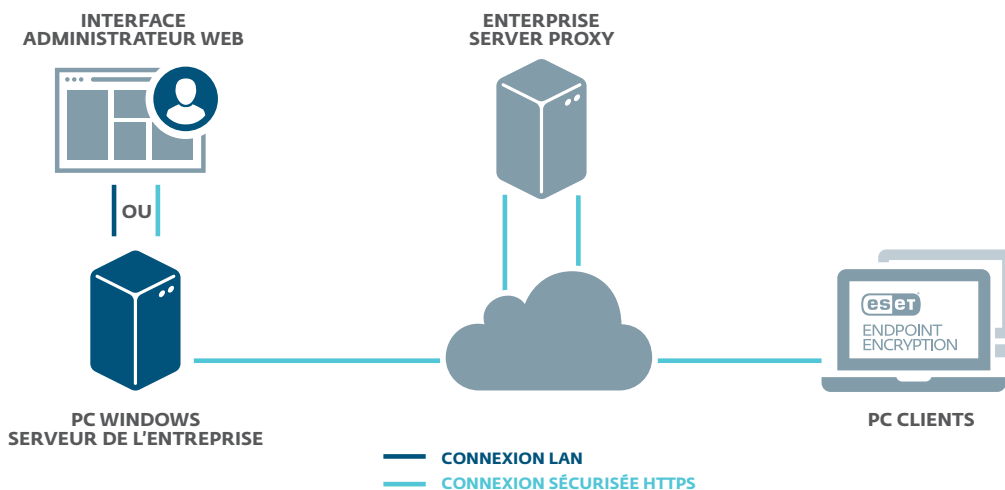 INTERFACE
ADMINISTRATEUR WEB
ENTERPRISE
SERVER PROXY
OU
eset
ENDPOINT
ENCRYPTION
PC WINDOWS
SERVEUR DE L'ENTREPRISE
PC CLIENTS
CONNEXION LAN
CONNEXION SÉCURISÉE HTTPS